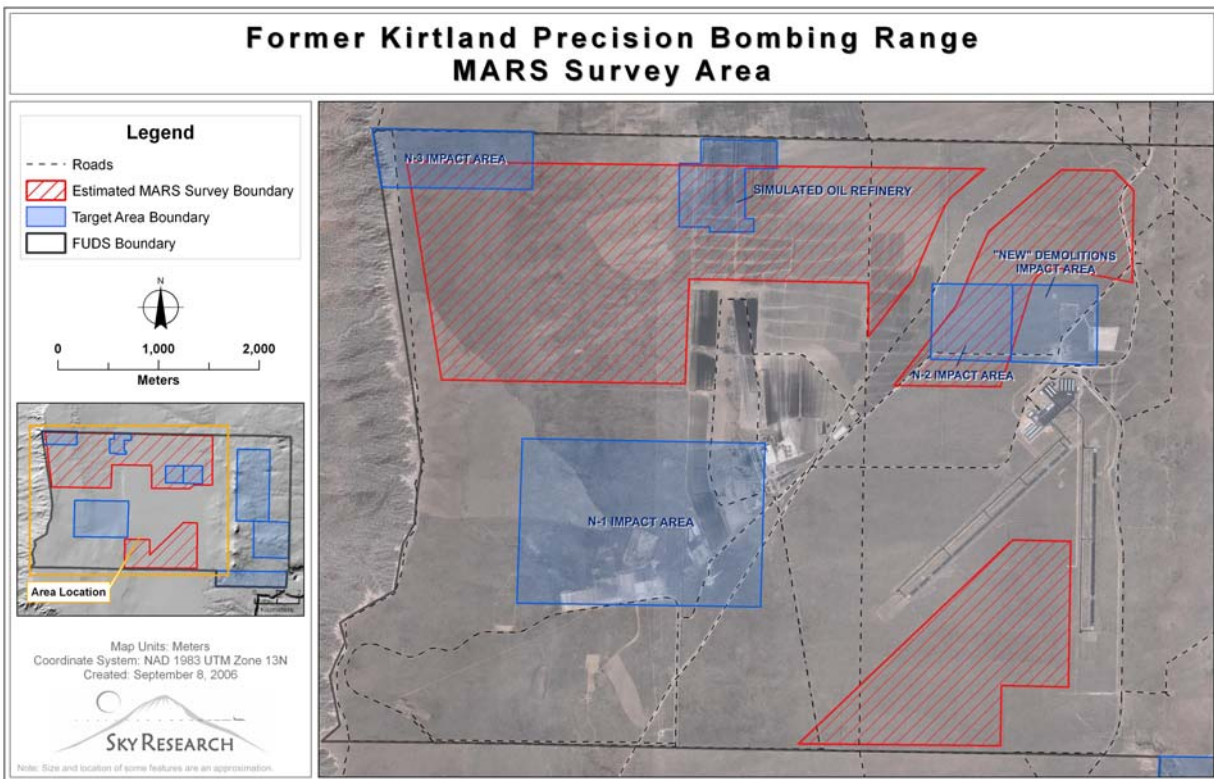 Former Kirtland Precision Bombing Range
MARS Survey Area
Legend
Roads
Estimated MARS Survey Boundary
Target Area Boundary
FUDS Boundary
N
0 1,000 2,000
Meters
Area Location
Map Units: Meters
Coordinate System: NAD 1983 UTM Zone 13N
Created: September 8, 2006
SKY RESEARCH
Note: Size and location of some features are an approximation.
N-3 IMPACT AREA
SIMULATED OIL REFINERY
"NEW" DEMOLITIONS
IMPACT AREA
N-2 IMPACT AREA
N-1 IMPACT AREA